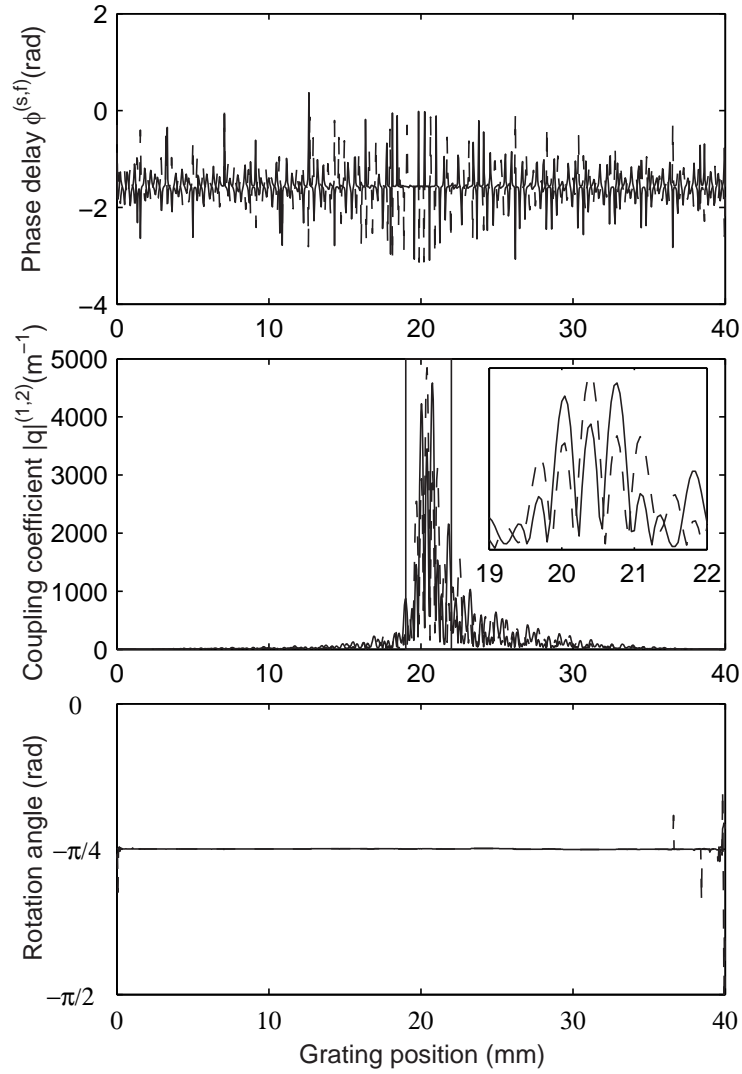 2
0
−2
−4
Phase delay ϕ^(s,f)(rad)
0 10 20 30 40
5000
4000
3000
2000
1000
0
Coupling coefficient |q|^(1,2)(m^−1)
19 20 21 22
0 10 20 30 40
0
−π/4
−π/2
Rotation angle (rad)
0 10 20 30 40
Grating position (mm)